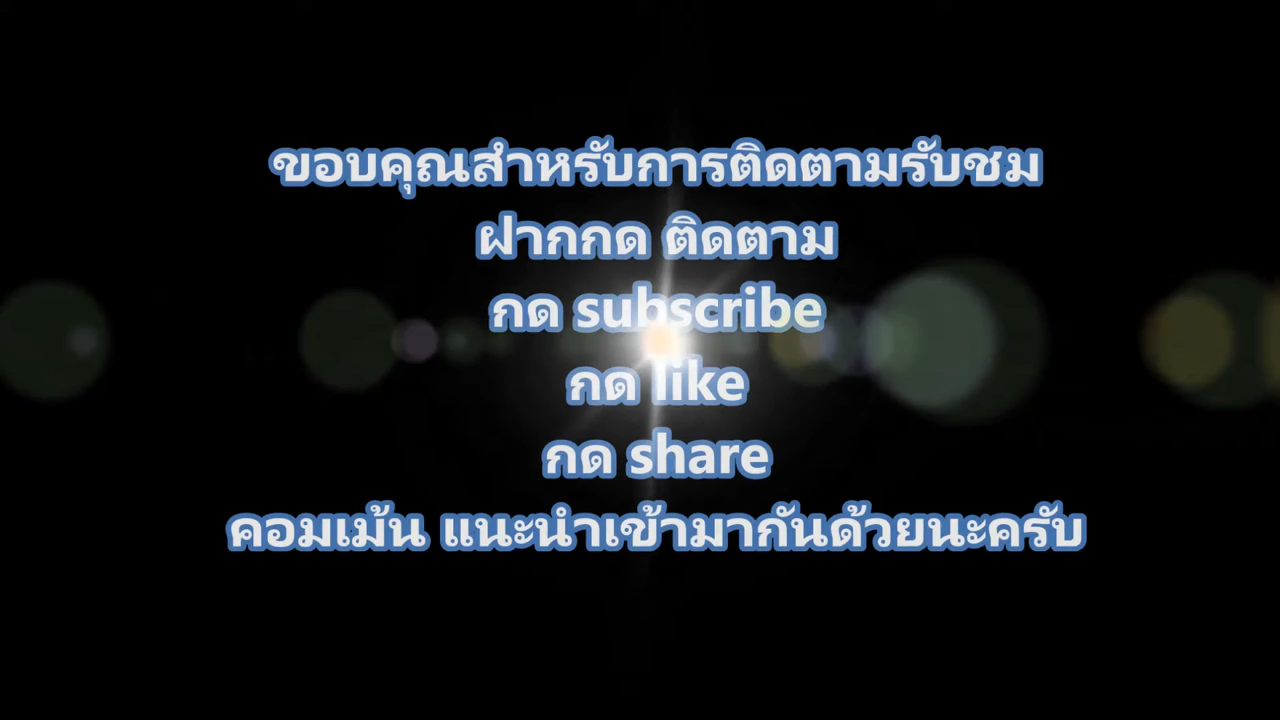 ขอบคุณสำหรับการติดตามรับชม
ฝากกด ติดตาม
กด subscribe
กด like
กด share
คอมเม้น แนะนำเข้ามากันด้วยนะครับ